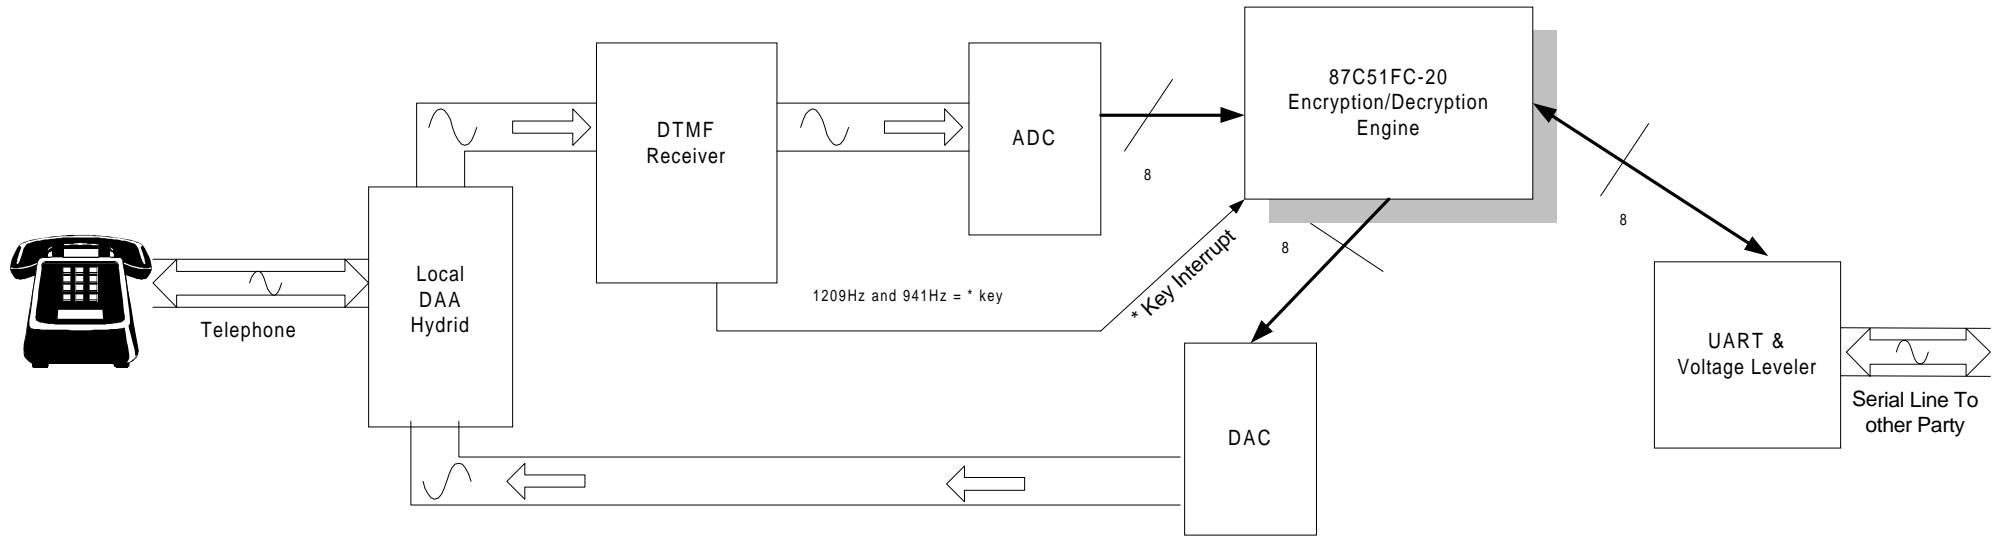 87C51FC-20
Encryption/Decryption
Engine
DTMF
Receiver
ADC
8
8
8
* Key Interrupt
1209Hz and 941Hz = * key
Local
DAA
Hydrid
Telephone
UART &
Voltage Leveler
Serial Line To
other Party
DAC